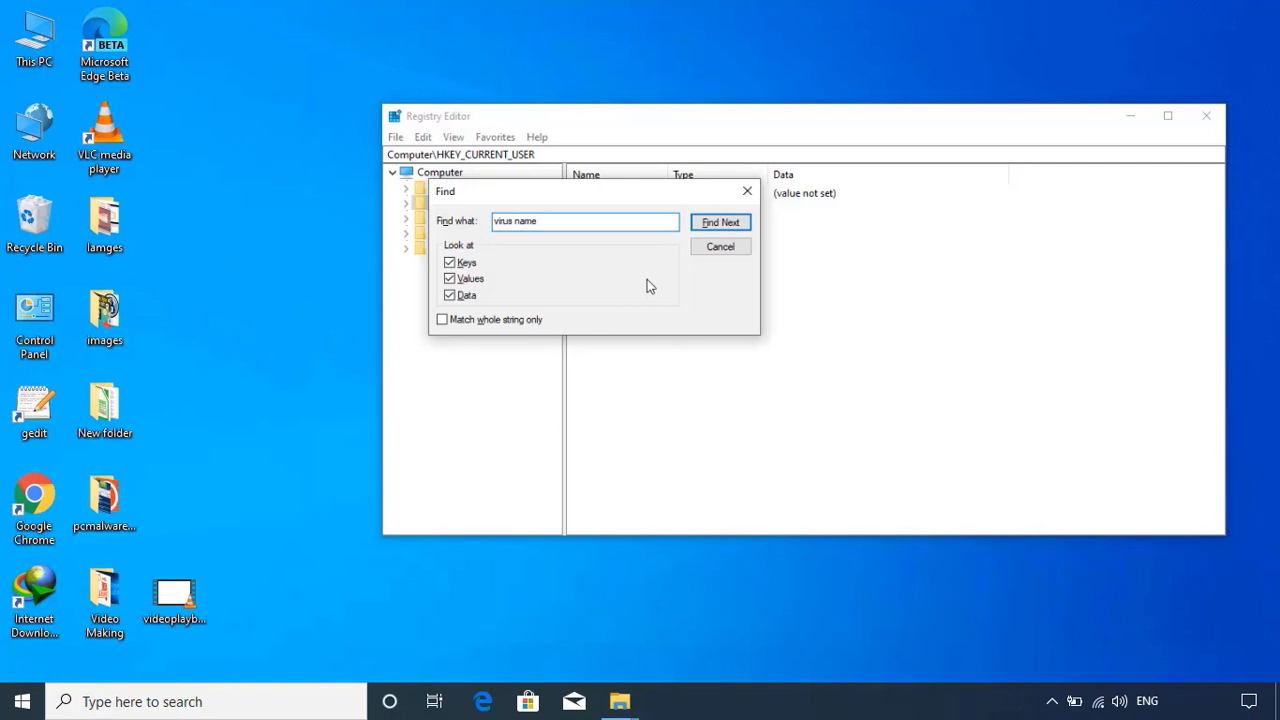 This PC
BETA
Microsoft
Edge Beta
Network
VLC media
player
Recycle Bin
Iamges
Control
Panel
images
gedit
New folder
Google
Chrome
pcmalware...
Internet
Downlo...
Video
Making
videoplayb...
Registry Editor
File Edit View Favorites Help
Computer\HKEY_CURRENT_USER
Computer
Name Type Data
(value not set)
Find
Find what: virus name Find Next
Look at Cancel
Keys
Values
Data
Match whole string only
Type here to search
ENG